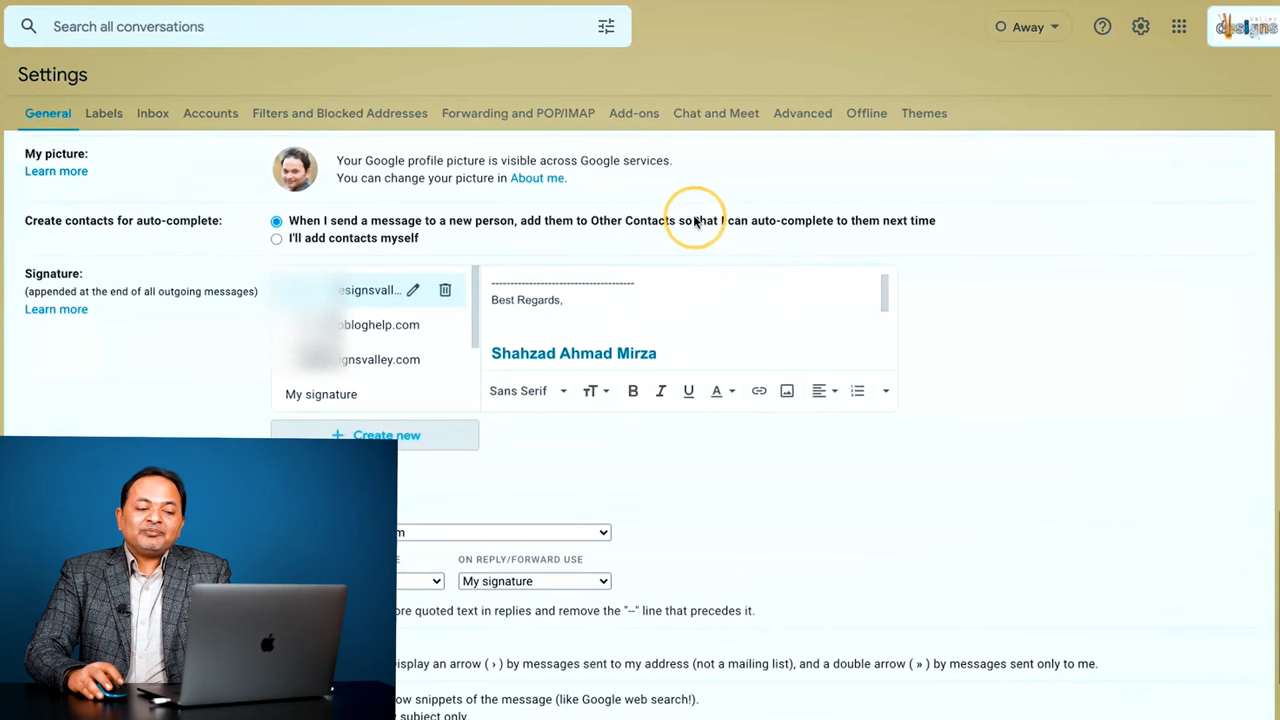 Search all conversations
Away
designs
Settings
General Labels Inbox Accounts Filters and Blocked Addresses Forwarding and POP/IMAP Add-ons Chat and Meet Advanced Offline Themes
My picture:
Learn more
Your Google profile picture is visible across Google services.
You can change your picture in About me.
Create contacts for auto-complete:
When I send a message to a new person, add them to Other Contacts so that I can auto-complete to them next time
I'll add contacts myself
Signature:
(appended at the end of all outgoing messages)
Learn more
esignsvall...
bloghelp.com
ignsvalley.com
My signature
--------------------------------------
Best Regards,
Shahzad Ahmad Mirza
Sans Serif
+ Create new
ON REPLY/FORWARD USE
My signature
quoted text in replies and remove the "--" line that precedes it.
isplay an arrow ( › ) by messages sent to my address (not a mailing list), and a double arrow ( » ) by messages sent only to me.
ow snippets of the message (like Google web search!).
subject only.